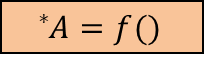 *A = f()